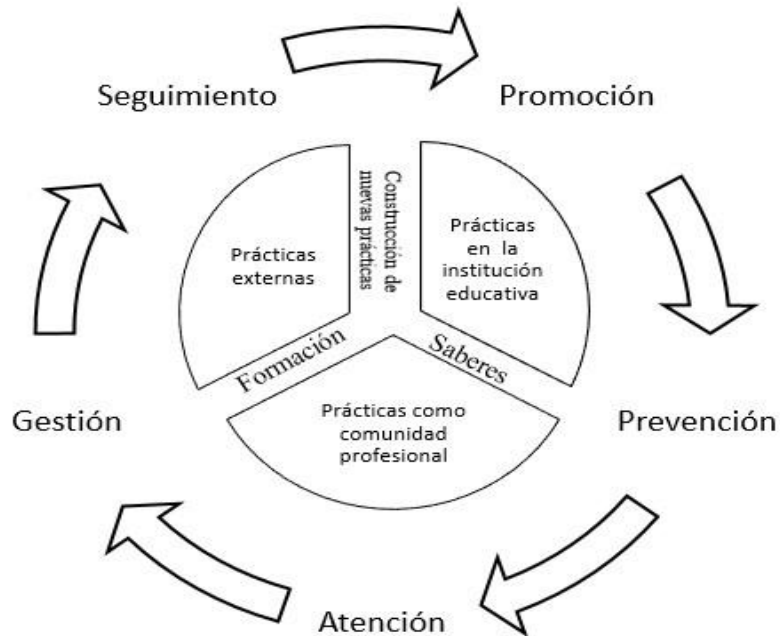 Seguimiento
Promoción
Construcción de
nuevas prácticas
Prácticas
externas
Prácticas
en la
institución
educativa
Formación
Saberes
Gestión
Prácticas como
comunidad
profesional
Prevención
Atención